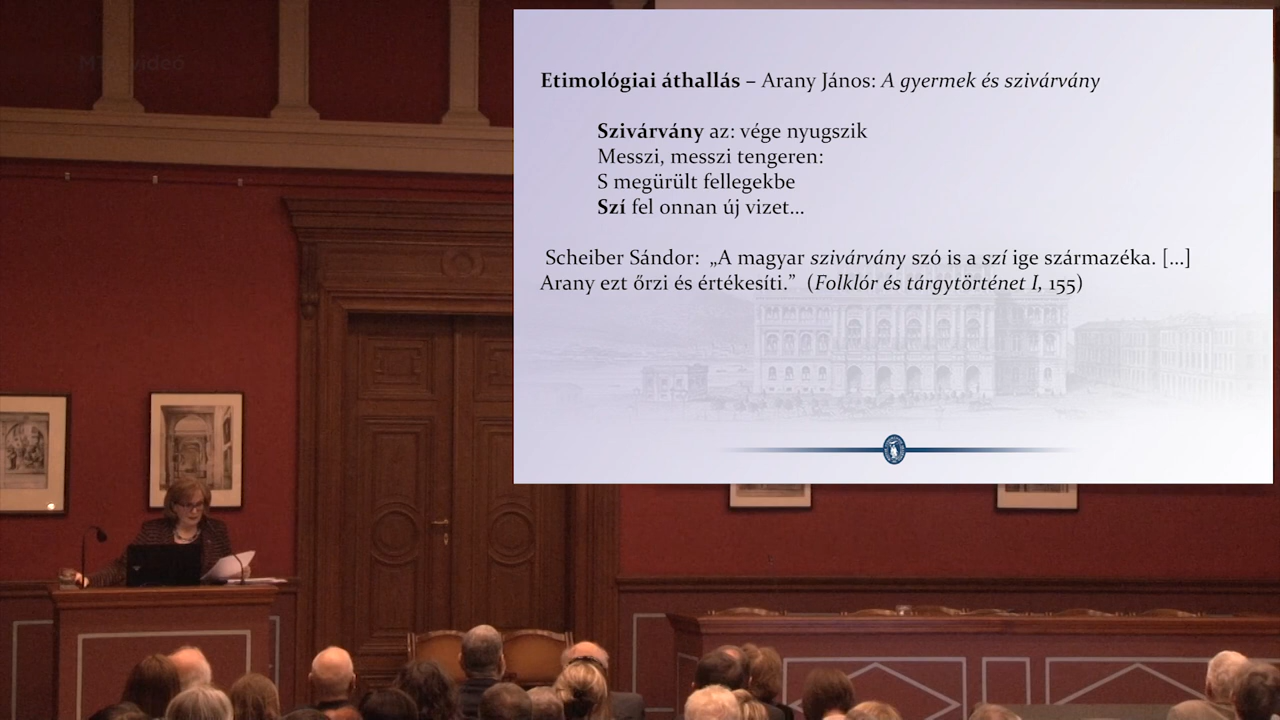 MTA videó
Etimológiai áthallás – Arany János: A gyermek és szivárvány
Szivárvány az: vége nyugszik
Messzi, messzi tengeren:
S megürült fellegekbe
Szí fel onnan új vizet...
Scheiber Sándor: „A magyar szivárvány szó is a szí ige származéka. [...]
Arany ezt őrzi és értékesíti.” (Folklór és tárgytörténet I, 155)